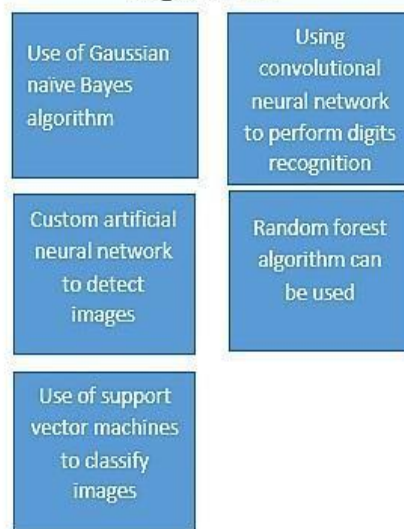 Use of Gaussian
naïve Bayes
algorithm
Using
convolutional
neural network
to perform digits
recognition
Custom artificial
neural network
to detect
images
Random forest
algorithm can
be used
Use of support
vector machines
to classify
images